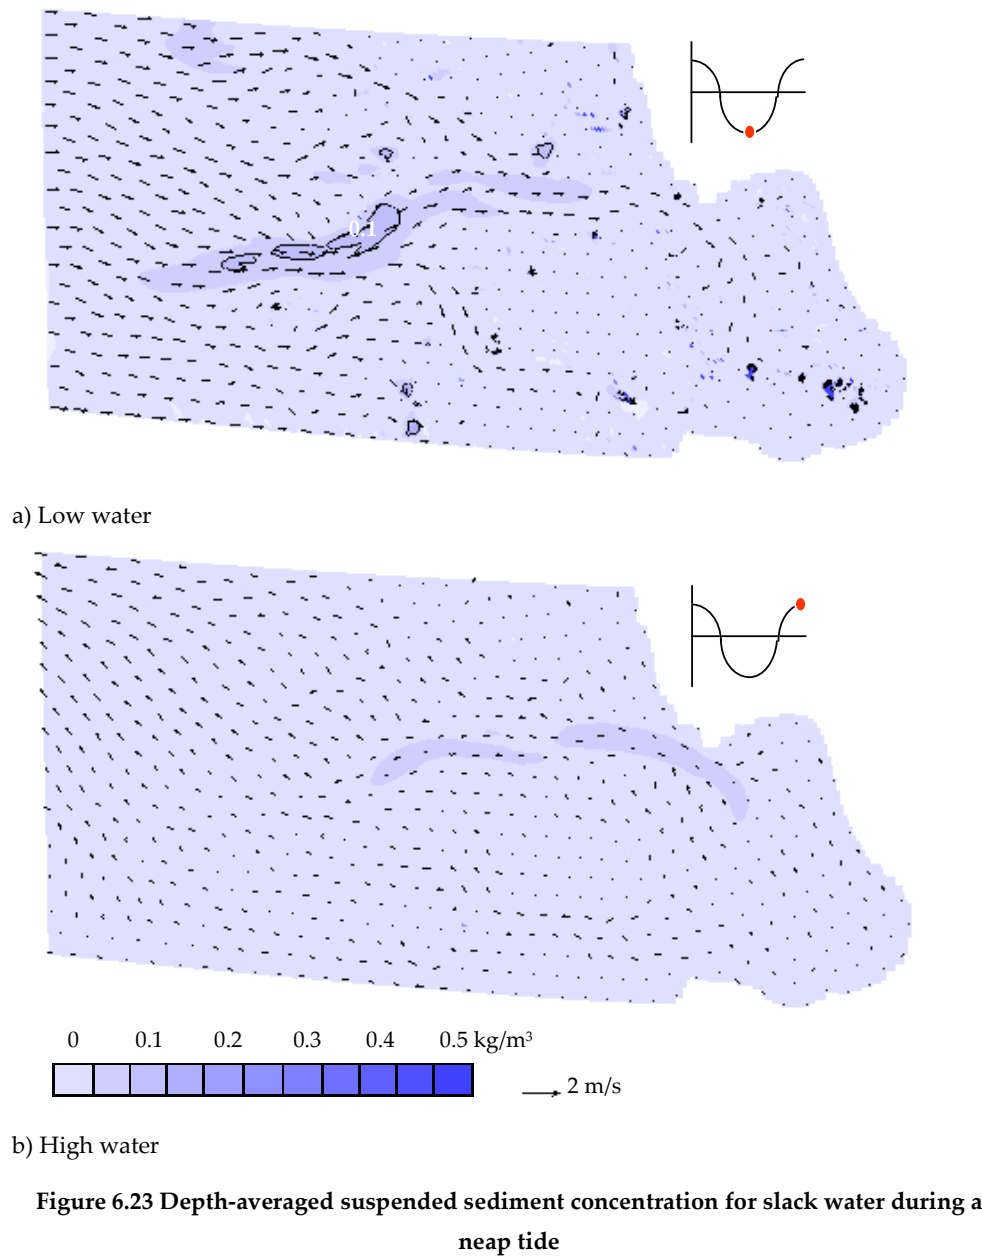 0.1
a) Low water
0 0.1 0.2 0.3 0.4 0.5 kg/m³
2 m/s
b) High water
Figure 6.23 Depth-averaged suspended sediment concentration for slack water during a
neap tide